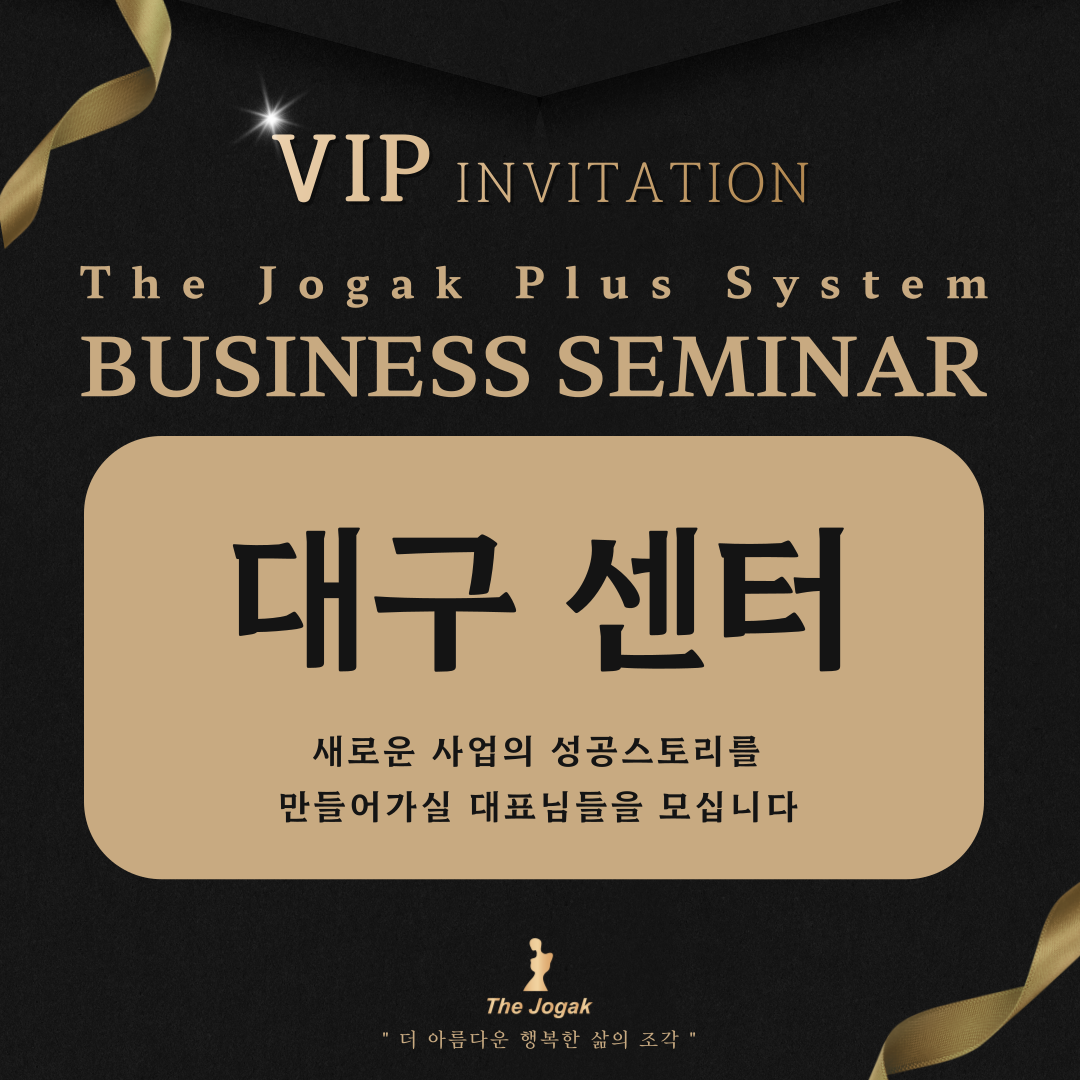 VIP INVITATION
The Jogak Plus System
BUSINESS SEMINAR
대구 센터
새로운 사업의 성공스토리를
만들어가실 대표님들을 모십니다
The Jogak
" 더 아름다운 행복한 삶의 조각 "